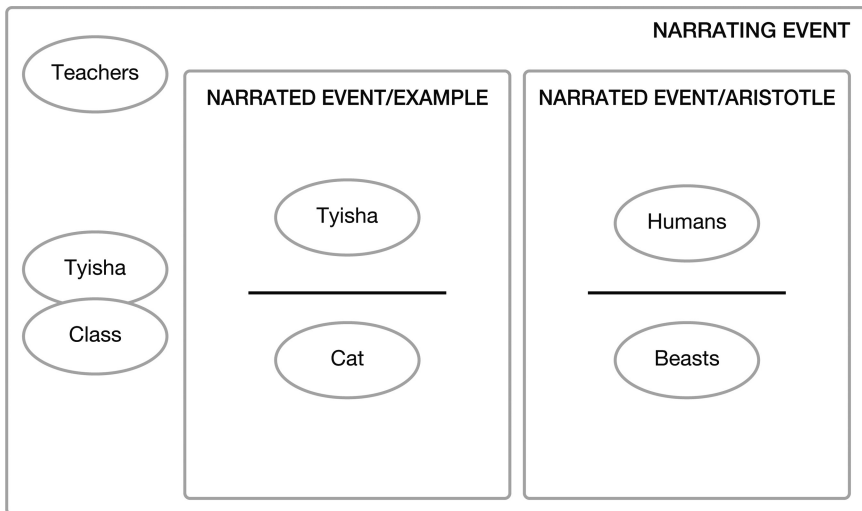 NARRATING EVENT
Teachers
Tyisha
Class
NARRATED EVENT/EXAMPLE
Tyisha
Cat
NARRATED EVENT/ARISTOTLE
Humans
Beasts